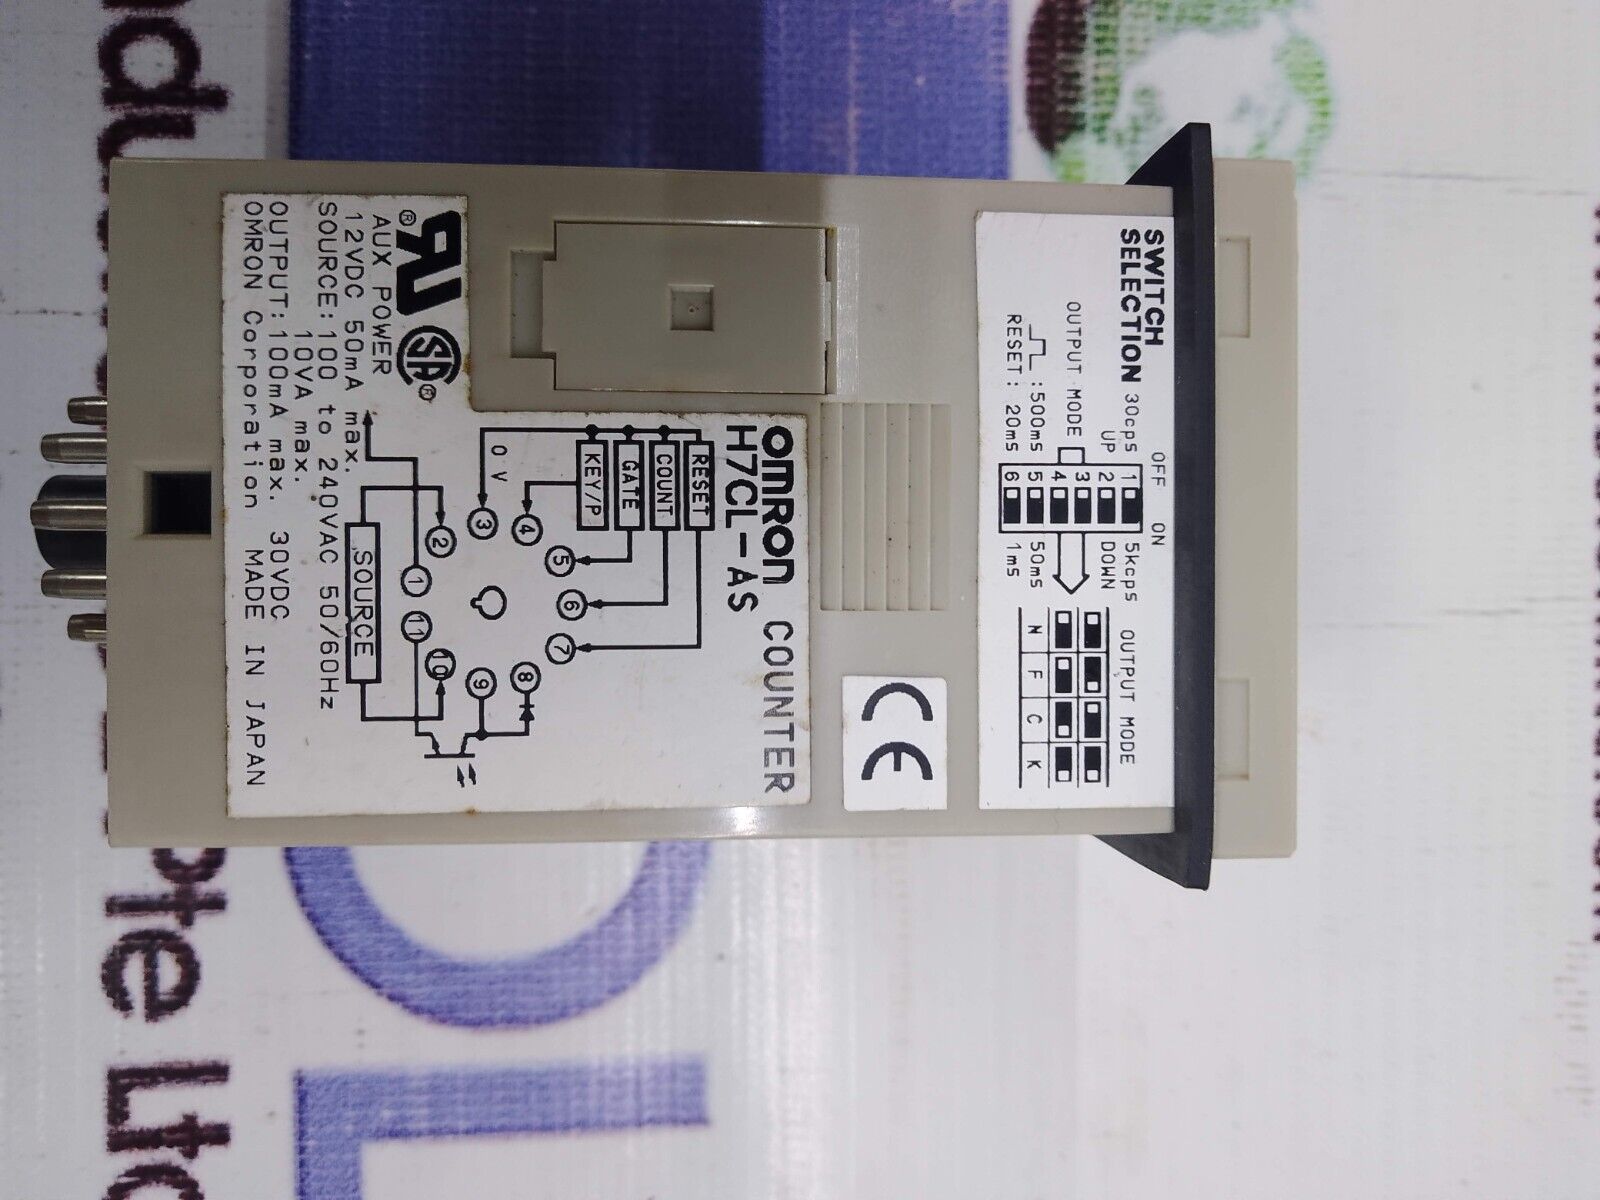 SWITCH
SELECTION
OFF ON
30cps 1 5kcps
UP 2 DOWN
OUTPUT MODE 3
4
:500ms 5 50ms
RESET: 20ms 6 1ms
OUTPUT MODE
N F C K
CE
OMRON COUNTER
H7CL-AS
RESET
COUNT
GATE
KEY/P
0 V
3 4 5 6 7
2 1 11 10 9 8
SOURCE
AUX POWER
12VDC 50mA max.
SOURCE:100 to 240VAC 50/60Hz
10VA max.
OUTPUT:100mA max. 30VDC
OMRON Corporation MADE IN JAPAN
Pte Ltd